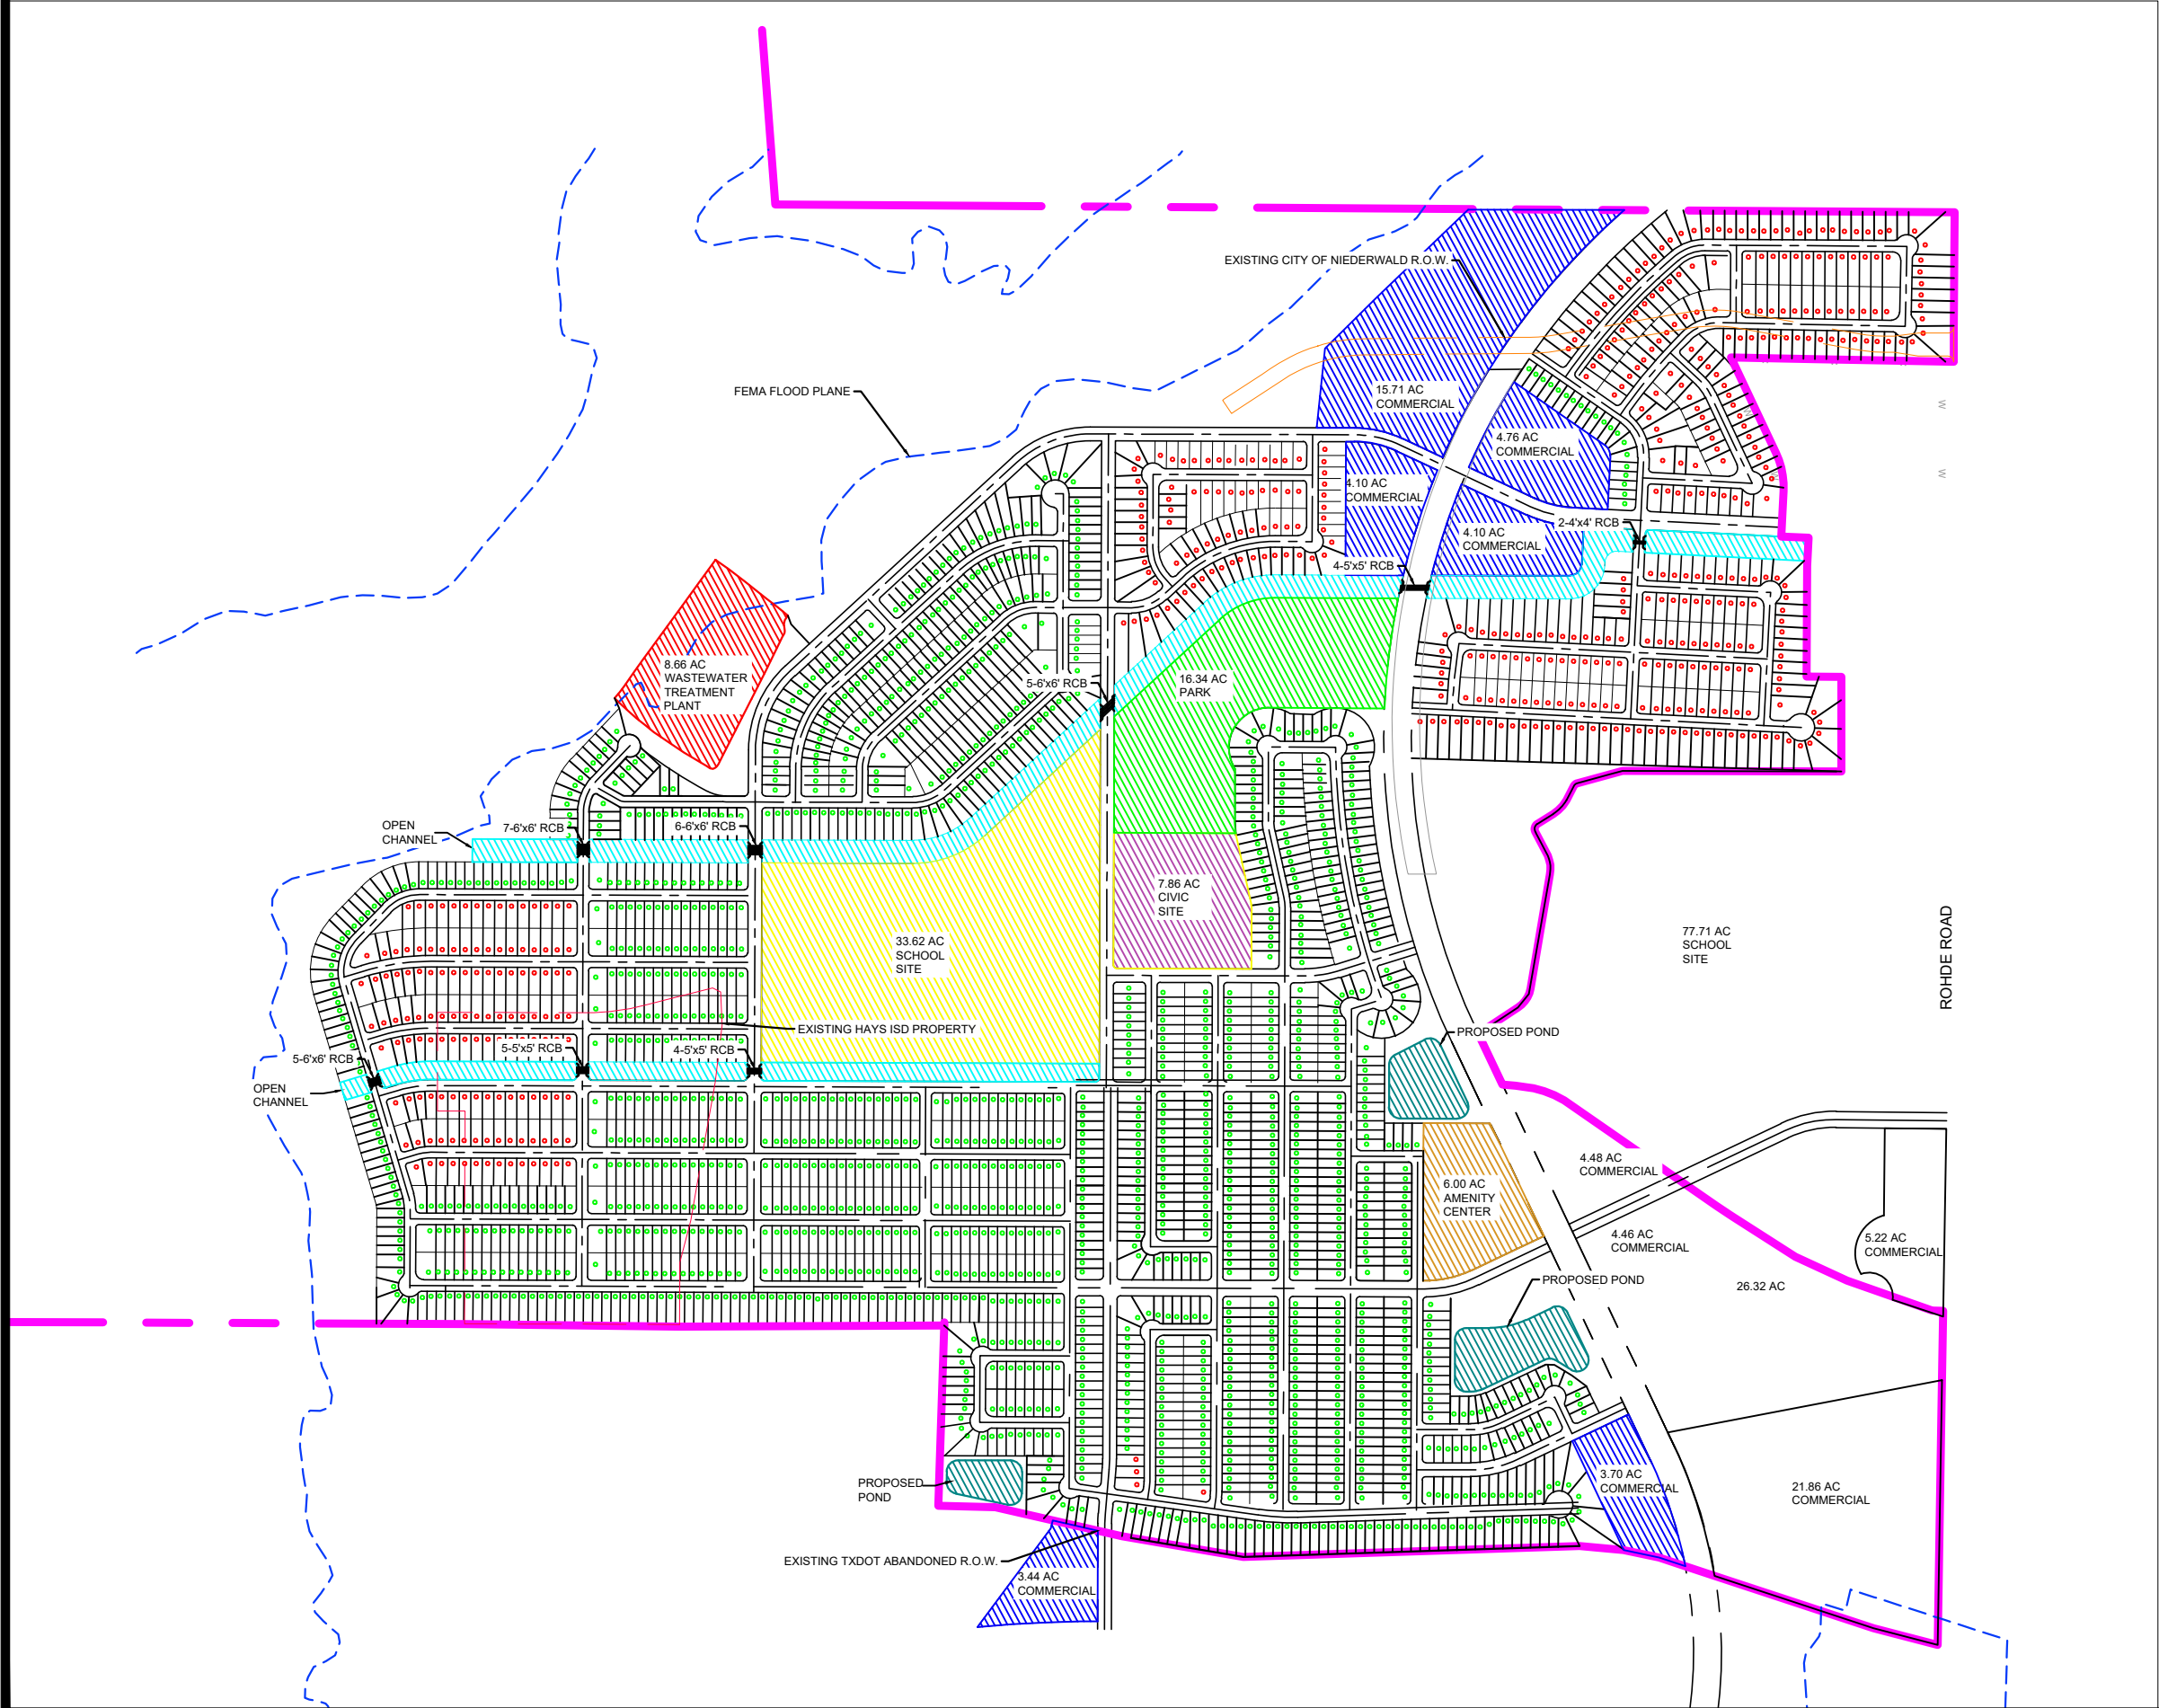 EXISTING CITY OF NIEDERWALD R.O.W.
FEMA FLOOD PLANE
15.71 AC
COMMERCIAL
4.76 AC
COMMERCIAL
4.10 AC
COMMERCIAL
4.10 AC
COMMERCIAL
2-4'x4' RCB
4-5'x5' RCB
W
W
8.66 AC
WASTEWATER
TREATMENT
PLANT
5-6'x6' RCB
16.34 AC
PARK
OPEN
CHANNEL
7-6'x6' RCB
6-6'x6' RCB
7.86 AC
CIVIC
SITE
33.62 AC
SCHOOL
SITE
77.71 AC
SCHOOL
SITE
ROHDE ROAD
EXISTING HAYS ISD PROPERTY
PROPOSED POND
5-6'x6' RCB
5-5'x5' RCB
4-5'x5' RCB
OPEN
CHANNEL
4.48 AC
COMMERCIAL
6.00 AC
AMENITY
CENTER
4.46 AC
COMMERCIAL
5.22 AC
COMMERCIAL
PROPOSED POND
26.32 AC
PROPOSED
POND
3.70 AC
COMMERCIAL
21.86 AC
COMMERCIAL
EXISTING TXDOT ABANDONED R.O.W.
3.44 AC
COMMERCIAL